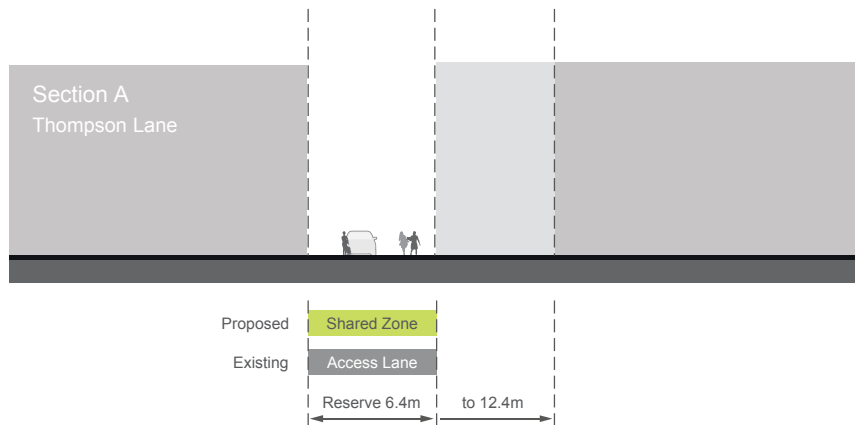 Section A
Thompson Lane
Proposed Shared Zone
Existing Access Lane
Reserve 6.4m to 12.4m